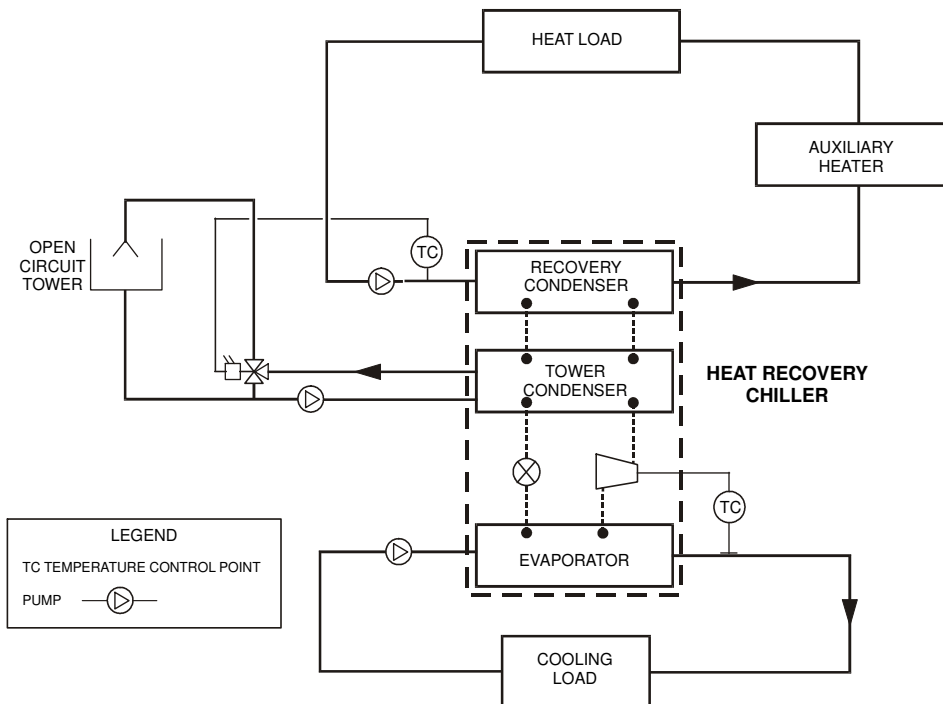 HEAT LOAD
AUXILIARY
HEATER
OPEN
CIRCUIT
TOWER
TC
RECOVERY
CONDENSER
TOWER
CONDENSER
HEAT RECOVERY
CHILLER
TC
EVAPORATOR
COOLING
LOAD
LEGEND
TC TEMPERATURE CONTROL POINT
PUMP